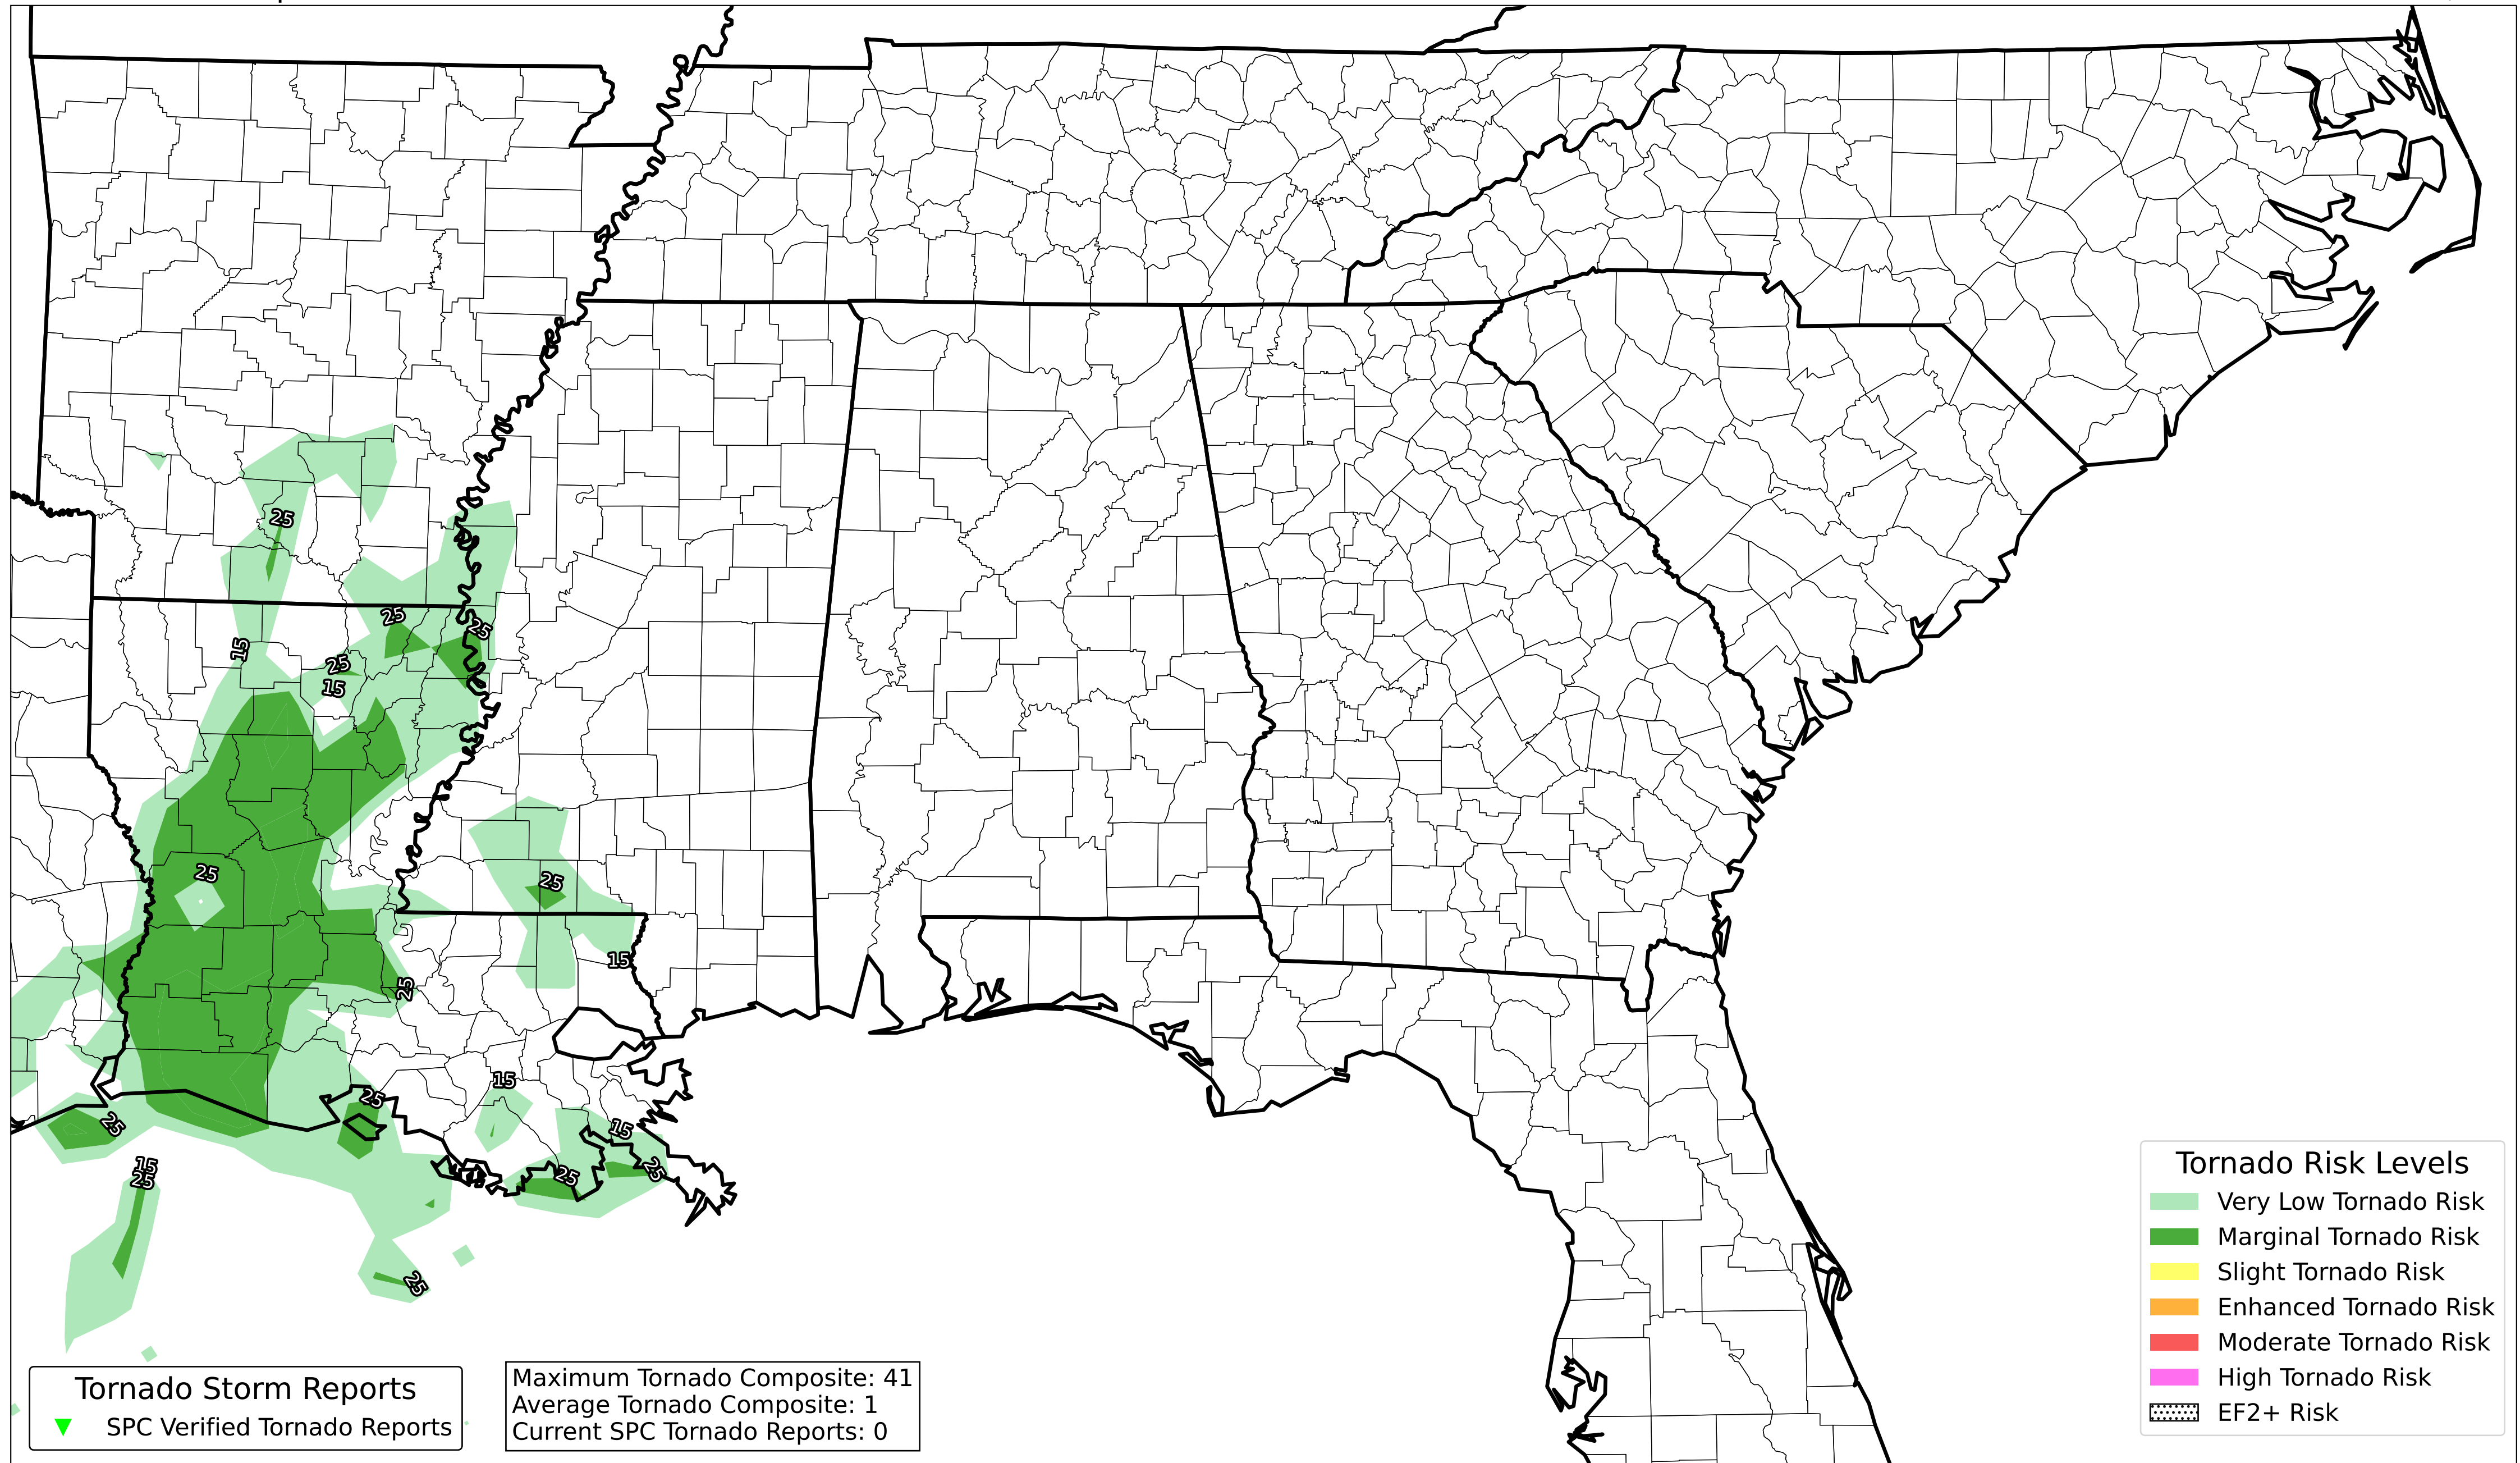 25
25
25
15
25
15
25
25
15
25
15
25
25
15
15
25
25
25
25
Tornado Risk Levels
Very Low Tornado Risk
Marginal Tornado Risk
Slight Tornado Risk
Enhanced Tornado Risk
Moderate Tornado Risk
High Tornado Risk
EF2+ Risk
Tornado Storm Reports
SPC Verified Tornado Reports
Maximum Tornado Composite: 41
Average Tornado Composite: 1
Current SPC Tornado Reports: 0